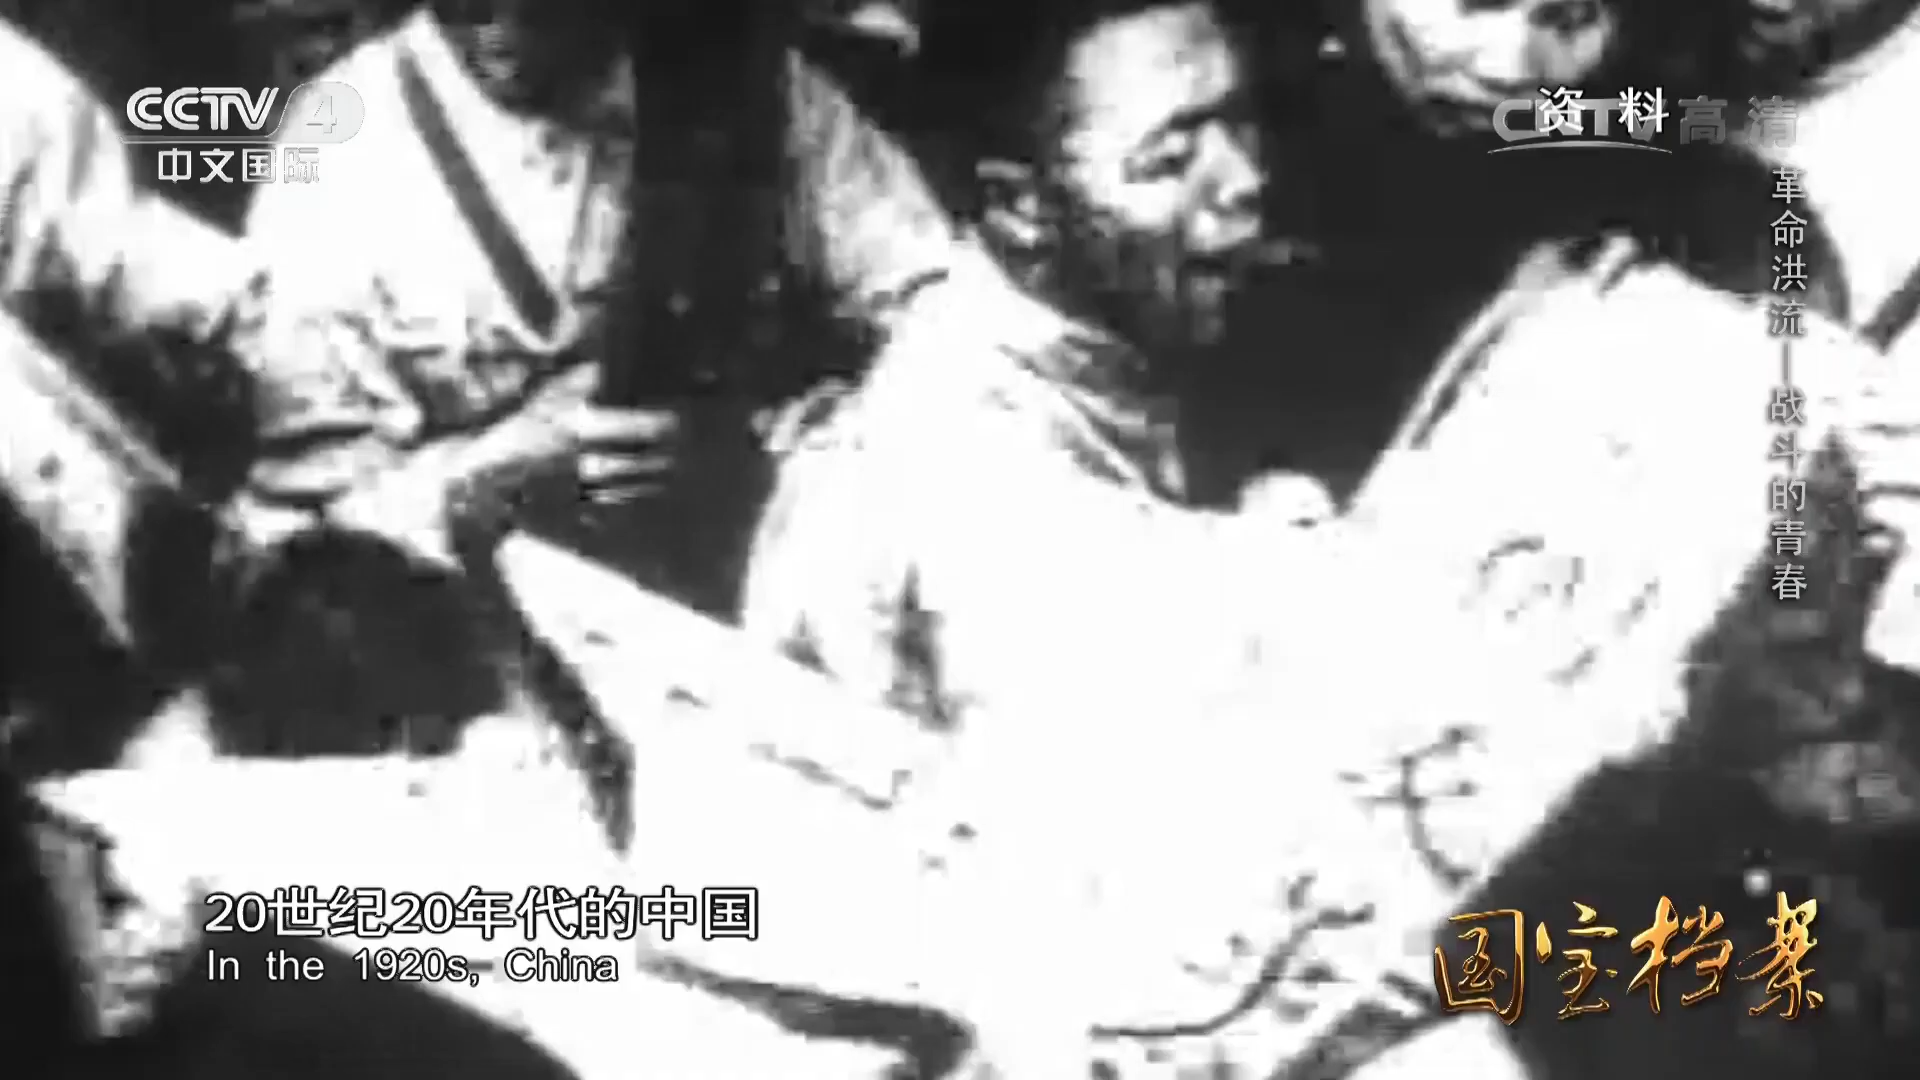 CCTV 4
中文国际
资 料
CNTV 高清
革命洪流—战斗的青春
20世纪20年代的中国
In the 1920s, China
国宝档案